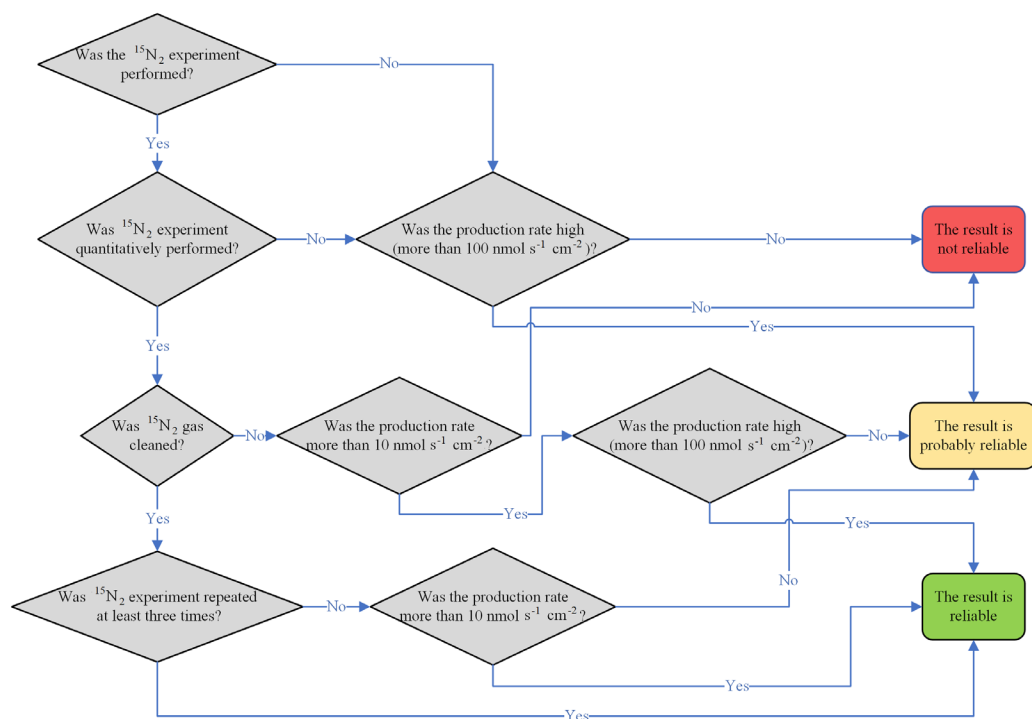 Was the ¹⁵N₂ experiment
performed?
No
Yes
Was ¹⁵N₂ experiment
quantitatively performed?
No
Was the production rate high
(more than 100 nmol s⁻¹ cm⁻²)?
No
The result is
not reliable
No
Yes
Yes
Was ¹⁵N₂ gas
cleaned?
No
Was the production rate
more than 10 nmol s⁻¹ cm⁻²?
Was the production rate high
(more than 100 nmol s⁻¹ cm⁻²)?
No
The result is
probably reliable
Yes
Yes
Yes
Was ¹⁵N₂ experiment repeated
at least three times?
No
Was the production rate
more than 10 nmol s⁻¹ cm⁻²?
No
The result is
reliable
Yes
Yes